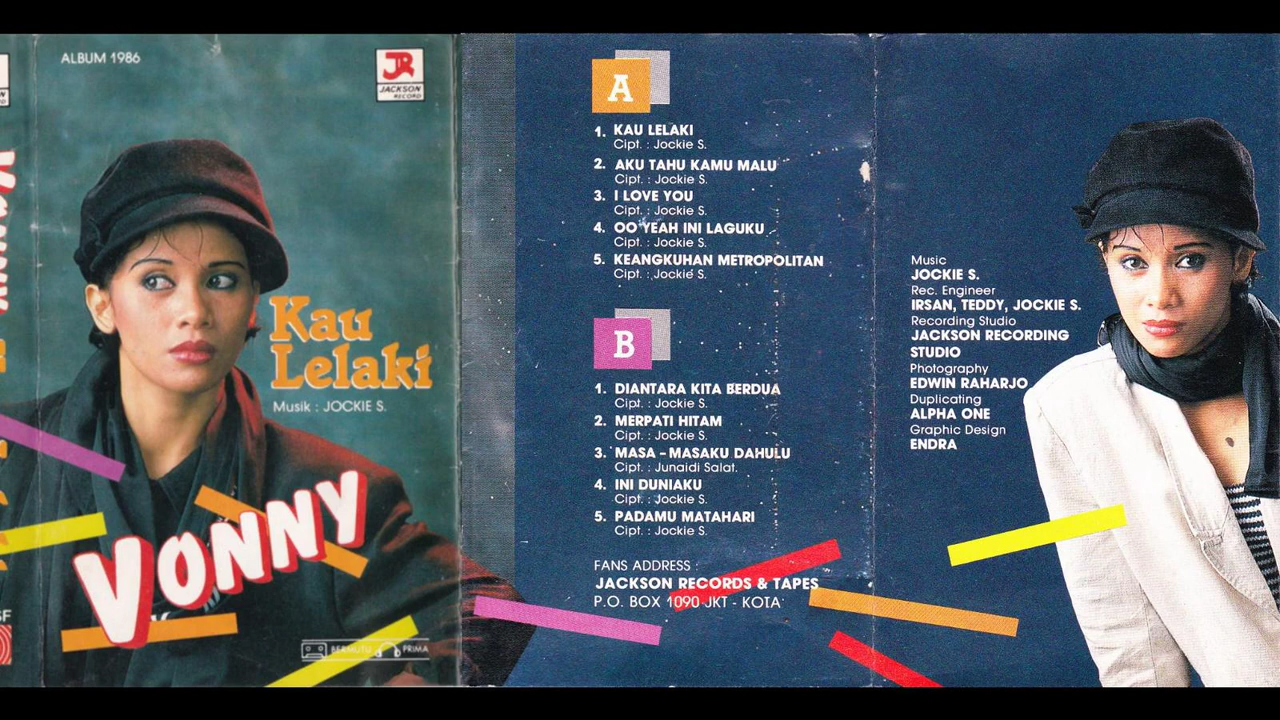 ALBUM 1986
JR
JACKSON
RECORD
Kau
Lelaki
Musik : JOCKIE S.
VONNY
BERMUTU PRIMA
A
1. KAU LELAKI
Cipt. : Jockie S.
2. AKU TAHU KAMU MALU
Cipt. : Jockie S.
3. I LOVE YOU
Cipt. : Jockie S.
4. OO YEAH INI LAGUKU
Cipt. : Jockie S.
5. KEANGKUHAN METROPOLITAN
Cipt. : Jockie S.
B
1. DIANTARA KITA BERDUA
Cipt. : Jockie S.
2. MERPATI HITAM
Cipt. : Jockie S.
3. MASA - MASAKU DAHULU
Cipt. : Junaidi Salat.
4. INI DUNIAKU
Cipt. : Jockie S.
5. PADAMU MATAHARI
Cipt. : Jockie S.
FANS ADDRESS :
JACKSON RECORDS & TAPES
P.O. BOX 1090 JKT - KOTA
Music
JOCKIE S.
Rec. Engineer
IRSAN, TEDDY, JOCKIE S.
Recording Studio
JACKSON RECORDING
STUDIO
Photography
EDWIN RAHARJO
Duplicating
ALPHA ONE
Graphic Design
ENDRA